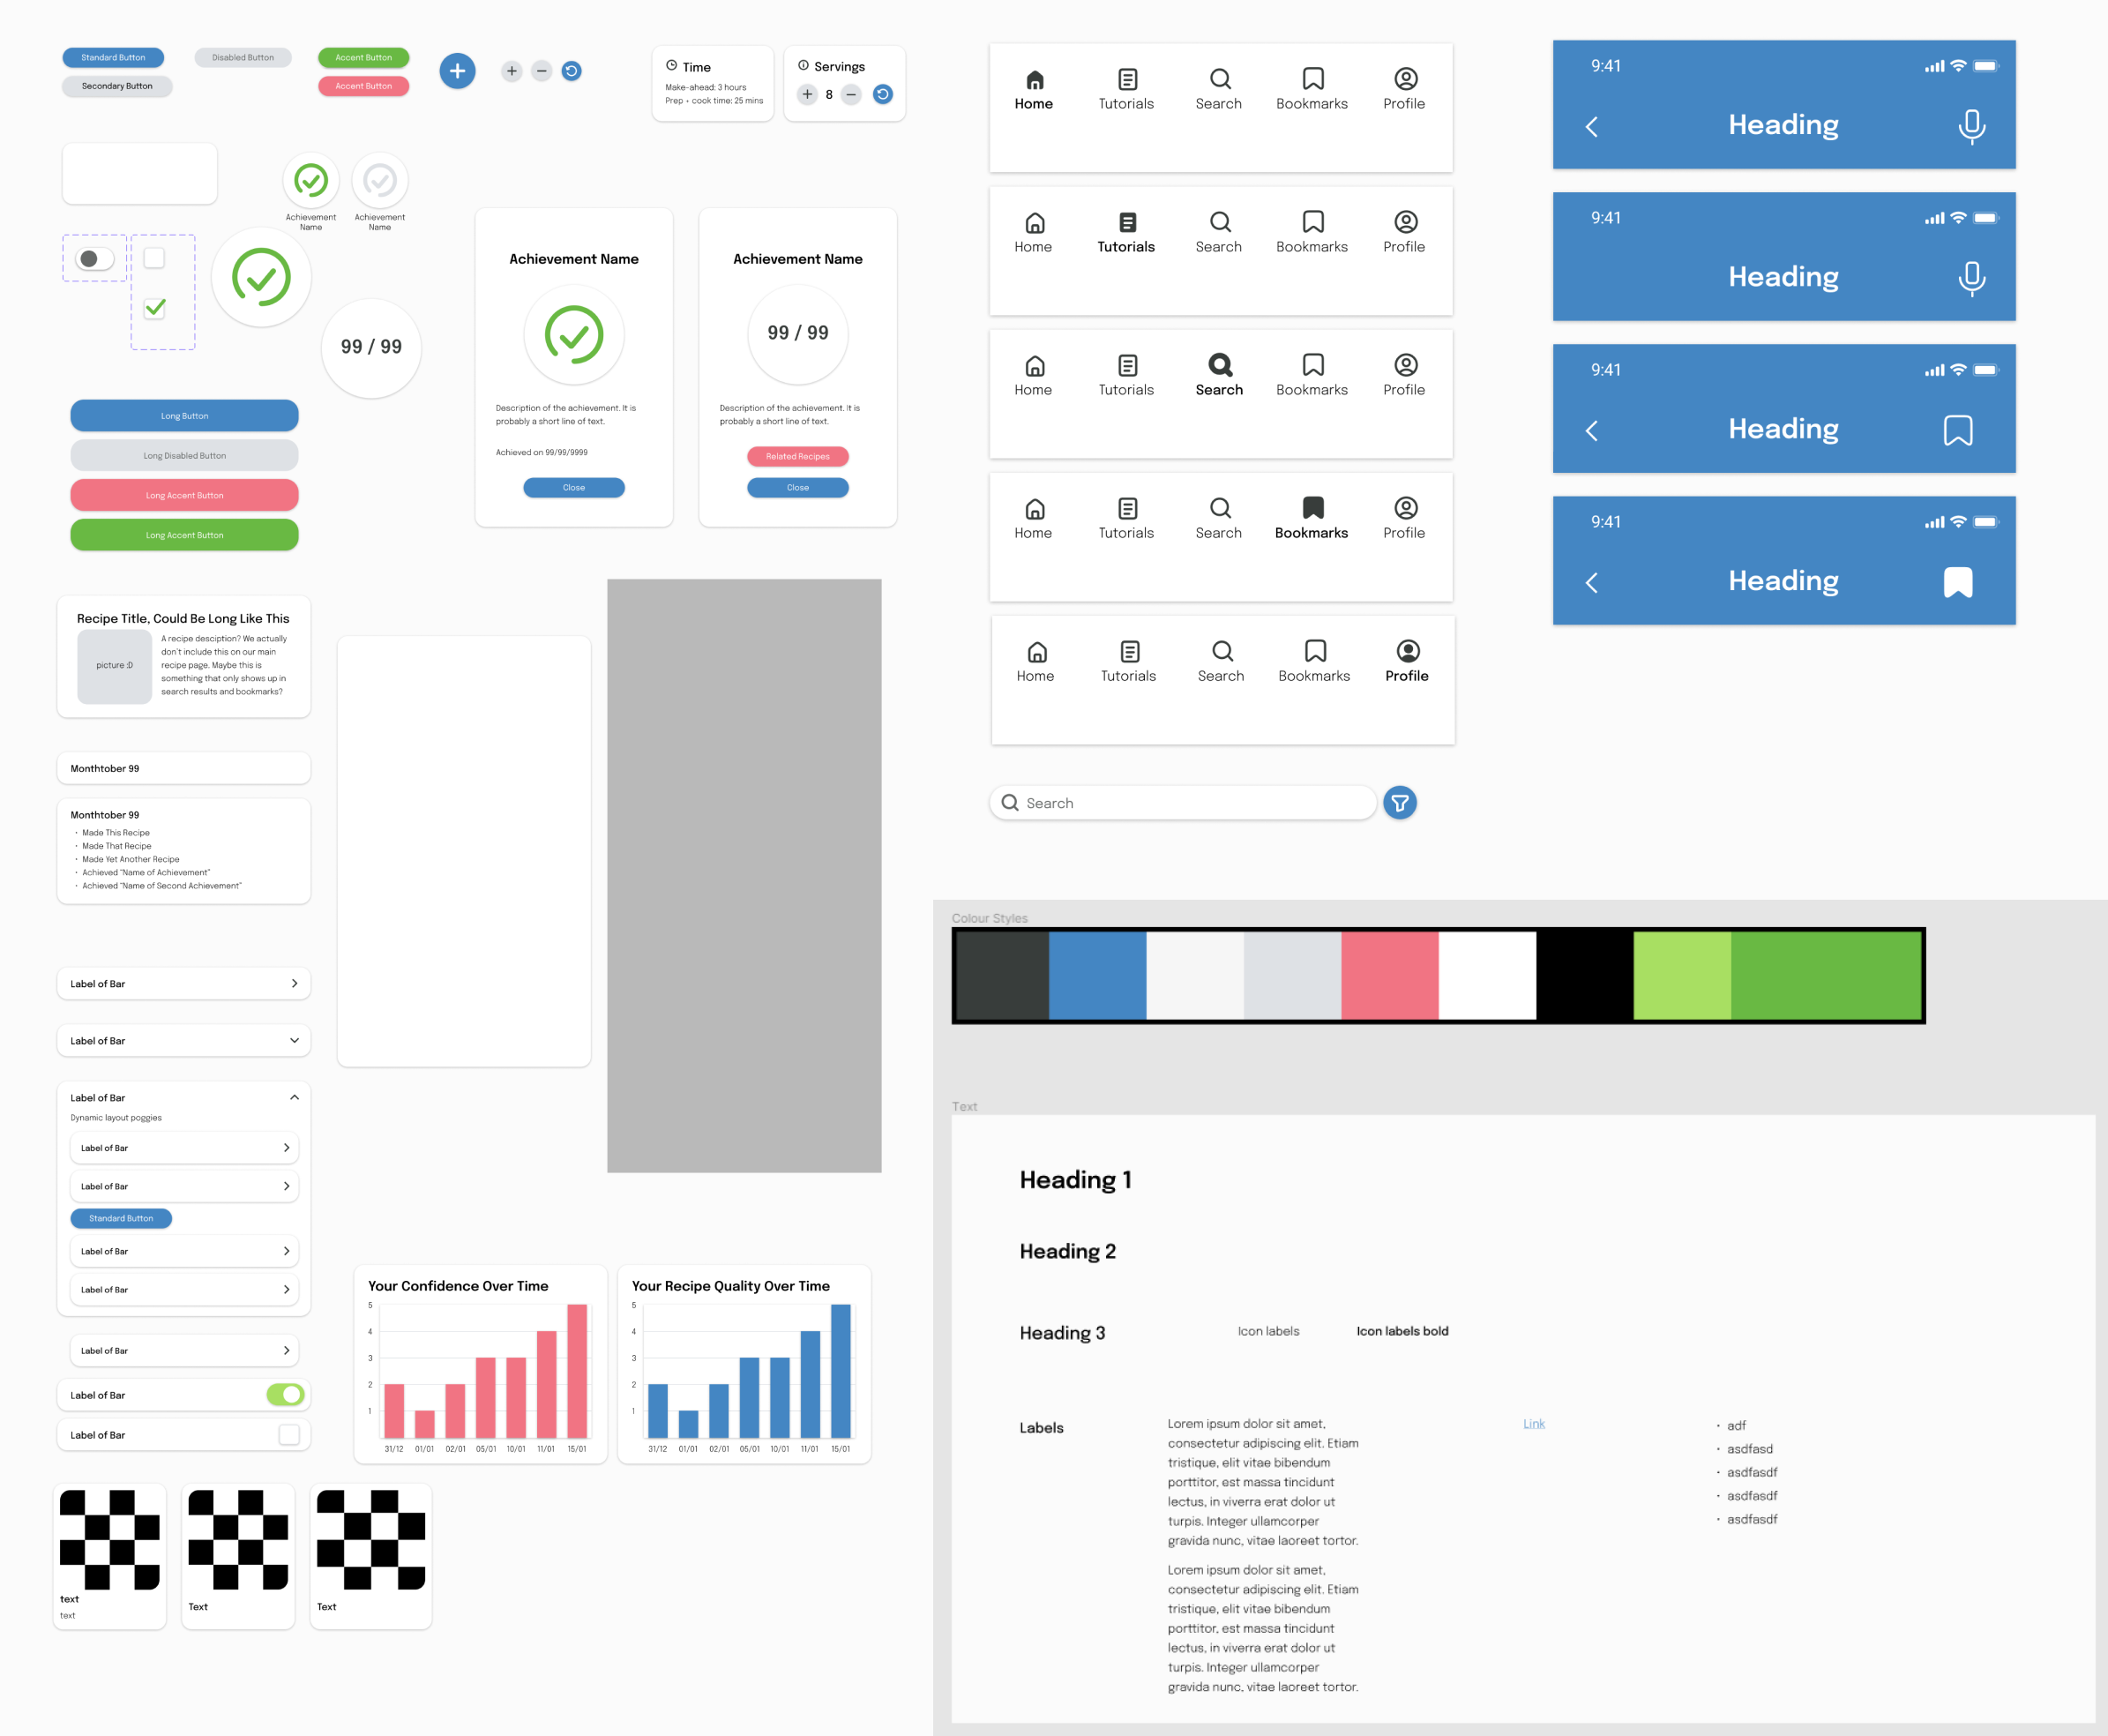 Standard Button
Disabled Button
Accent Button
Secondary Button
Accent Button
Time
Make-ahead: 3 hours
Prep + cook time: 25 mins
Servings
8
Achievement
Name
Achievement
Name
99 / 99
Achievement Name
Description of the achievement. It is
probably a short line of text.
Achieved on 99/99/9999
Close
Achievement Name
99 / 99
Description of the achievement. It is
probably a short line of text.
Related Recipes
Close
Long Button
Long Disabled Button
Long Accent Button
Long Accent Button
Recipe Title, Could Be Long Like This
picture :D
A recipe desciption? We actually
don't include this on our main
recipe page. Maybe this is
something that only shows up in
search results and bookmarks?
Monthtober 99
Monthtober 99
• Made This Recipe
• Made That Recipe
• Made Yet Another Recipe
• Achieved "Name of Achievement"
• Achieved "Name of Second Achievement"
Label of Bar
Label of Bar
Label of Bar
Dynamic layout poggies
Label of Bar
Label of Bar
Standard Button
Label of Bar
Label of Bar
Label of Bar
Label of Bar
Label of Bar
text
text
Text
Text
Your Confidence Over Time
5
4
3
2
1
31/12 01/01 02/01 05/01 10/01 11/01 15/01
Your Recipe Quality Over Time
5
4
3
2
1
31/12 01/01 02/01 05/01 10/01 11/01 15/01
Home Tutorials Search Bookmarks Profile
Home Tutorials Search Bookmarks Profile
Home Tutorials Search Bookmarks Profile
Home Tutorials Search Bookmarks Profile
Home Tutorials Search Bookmarks Profile
Search
9:41
Heading
9:41
Heading
9:41
Heading
9:41
Heading
Colour Styles
Text
Heading 1
Heading 2
Heading 3
Icon labels
Icon labels bold
Labels
Lorem ipsum dolor sit amet,
consectetur adipiscing elit. Etiam
tristique, elit vitae bibendum
porttitor, est massa tincidunt
lectus, in viverra erat dolor ut
turpis. Integer ullamcorper
gravida nunc, vitae laoreet tortor.
Lorem ipsum dolor sit amet,
consectetur adipiscing elit. Etiam
tristique, elit vitae bibendum
porttitor, est massa tincidunt
lectus, in viverra erat dolor ut
turpis. Integer ullamcorper
gravida nunc, vitae laoreet tortor.
Link
• adf
• asdfasd
• asdfasdf
• asdfasdf
• asdfasdf